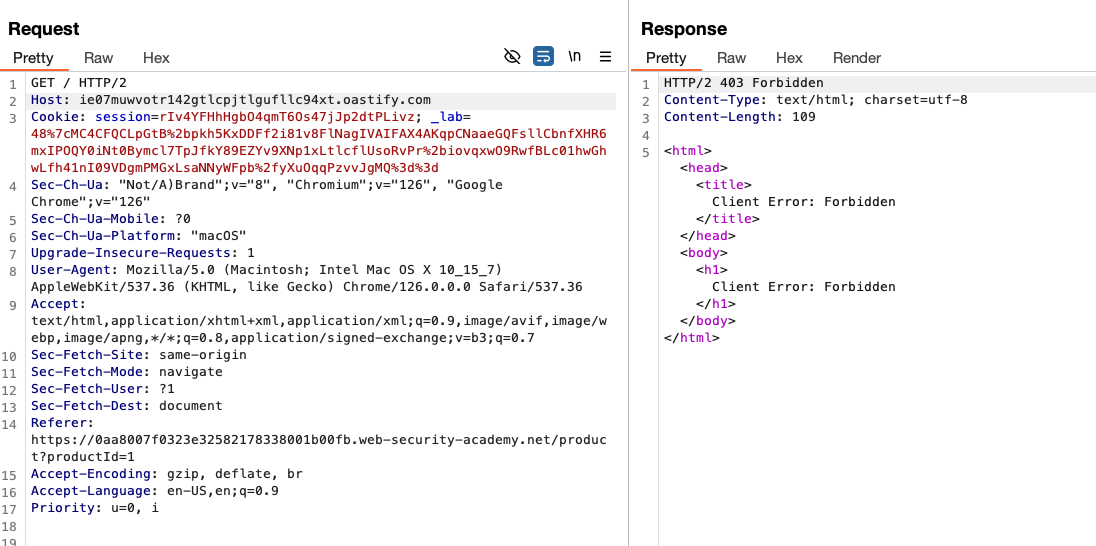 Request
Pretty Raw Hex
\n
1 GET / HTTP/2
2 Host: ie07muwvotr142gtlcpjtlgufllc94xt.oastify.com
3 Cookie: session=rIv4YFHhHgbO4qmT6Os47jJp2dtPLivz; _lab=
48%7cMC4CFQCLpGtB%2bpkh5KxDDFf2i81v8FlNagIVAIFAX4AKqpCNaaeGQFsllCbnfXHR6
mxIPOQY0iNt0Bymcl7TpJfkY89EZYv9XNp1xLtlcflUsoRvPr%2biovqxwO9RwfBLc01hwGh
wLfh41nI09VDgmPMGxLsaNNyWFpb%2fyXuOqqPzvvJgMQ%3d%3d
4 Sec-Ch-Ua: "Not/A)Brand";v="8", "Chromium";v="126", "Google
Chrome";v="126"
5 Sec-Ch-Ua-Mobile: ?0
6 Sec-Ch-Ua-Platform: "macOS"
7 Upgrade-Insecure-Requests: 1
8 User-Agent: Mozilla/5.0 (Macintosh; Intel Mac OS X 10_15_7)
AppleWebKit/537.36 (KHTML, like Gecko) Chrome/126.0.0.0 Safari/537.36
9 Accept:
text/html,application/xhtml+xml,application/xml;q=0.9,image/avif,image/w
ebp,image/apng,*/*;q=0.8,application/signed-exchange;v=b3;q=0.7
10 Sec-Fetch-Site: same-origin
11 Sec-Fetch-Mode: navigate
12 Sec-Fetch-User: ?1
13 Sec-Fetch-Dest: document
14 Referer:
https://0aa8007f0323e32582178338001b00fb.web-security-academy.net/produc
t?productId=1
15 Accept-Encoding: gzip, deflate, br
16 Accept-Language: en-US,en;q=0.9
17 Priority: u=0, i
18
19
Response
Pretty Raw Hex Render
1 HTTP/2 403 Forbidden
2 Content-Type: text/html; charset=utf-8
3 Content-Length: 109
4
5 <html>
<head>
<title>
Client Error: Forbidden
</title>
</head>
<body>
<h1>
Client Error: Forbidden
</h1>
</body>
</html>